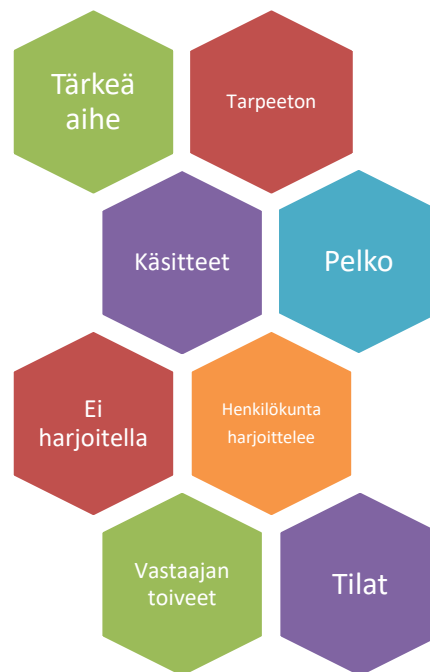 Tärkeä
aihe
Tarpeeton
Käsitteet
Pelko
Ei
harjoitella
Henkilökunta
harjoittelee
Vastaajan
toiveet
Tilat